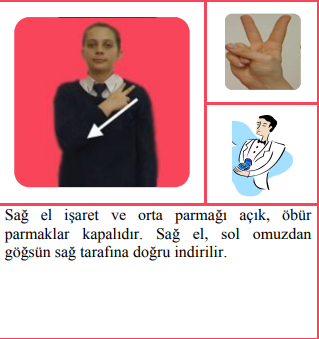 Sağ el işaret ve orta parmağı açık, öbür
parmaklar kapalıdır. Sağ el, sol omuzdan
göğsün sağ tarafına doğru indirilir.